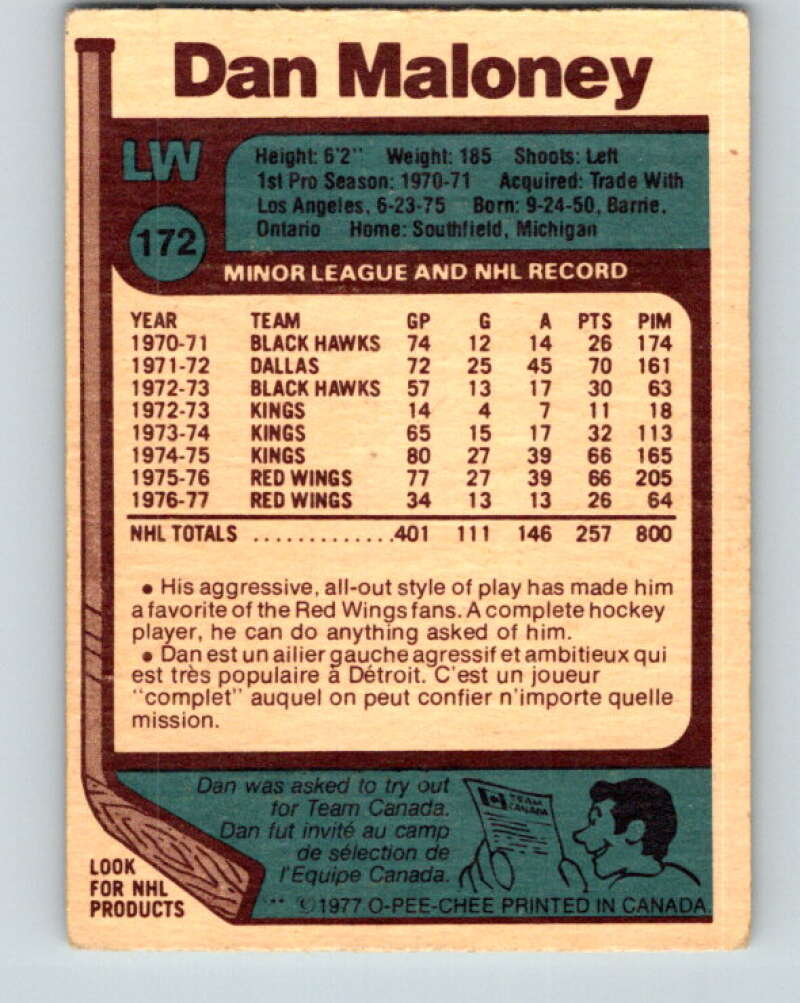 Dan Maloney
LW
172
Height: 6'2" Weight: 185 Shoots: Left
1st Pro Season: 1970-71 Acquired: Trade With
Los Angeles, 6-23-75 Born: 9-24-50, Barrie,
Ontario Home: Southfield, Michigan
MINOR LEAGUE AND NHL RECORD
YEAR TEAM GP G A PTS PIM
1970-71 BLACK HAWKS 74 12 14 26 174
1971-72 DALLAS 72 25 45 70 161
1972-73 BLACK HAWKS 57 13 17 30 63
1972-73 KINGS 14 4 7 11 18
1973-74 KINGS 65 15 17 32 113
1974-75 KINGS 80 27 39 66 165
1975-76 RED WINGS 77 27 39 66 205
1976-77 RED WINGS 34 13 13 26 64
NHL TOTALS .............401 111 146 257 800
• His aggressive, all-out style of play has made him
a favorite of the Red Wings fans. A complete hockey
player, he can do anything asked of him.
• Dan est un ailier gauche agressif et ambitieux qui
est très populaire à Détroit. C'est un joueur
"complet" auquel on peut confier n'importe quelle
mission.
Dan was asked to try out
for Team Canada.
Dan fut invité au camp
de sélection de
l'Equipe Canada.
TEAM
CANADA
LOOK
FOR NHL
PRODUCTS
*** ©1977 O-PEE-CHEE PRINTED IN CANADA